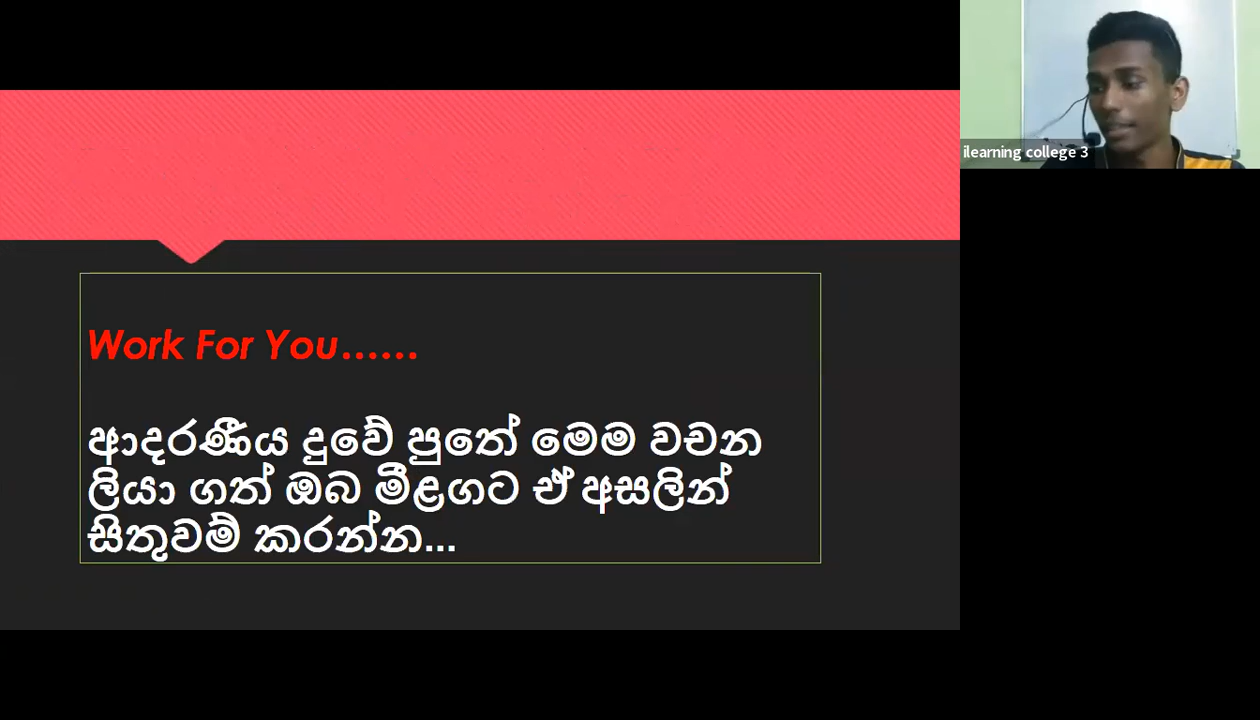 ilearning college 3
Work For You......
ආදරණීය දුවේ පුතේ මෙම වචන
ලියා ගත් ඔබ මීළගට ඒ අසලින්
සිතුවම් කරන්න...